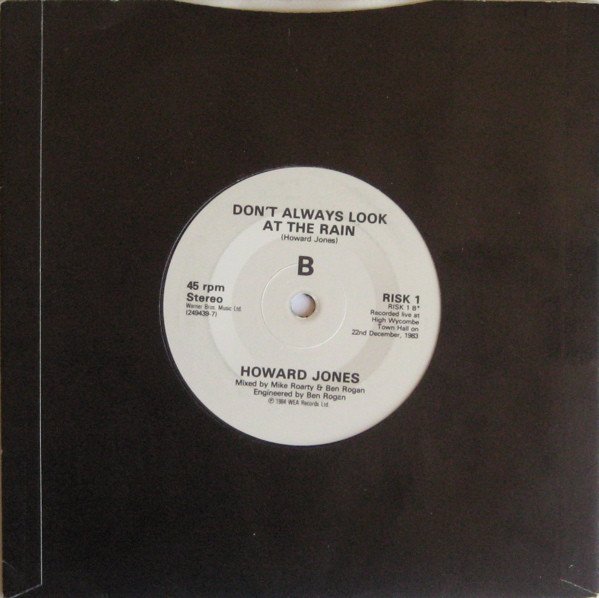 DON'T ALWAYS LOOK
AT THE RAIN
(Howard Jones)
B
45 rpm
Stereo
Warner Bros. Music Ltd.
(249439-7)
RISK 1
RISK 1 B*
Recorded live at
High Wycombe
Town Hall on
22nd December, 1983
HOWARD JONES
Mixed by Mike Roarty & Ben Rogan
Engineered by Ben Rogan
℗ 1984 WEA Records Ltd.